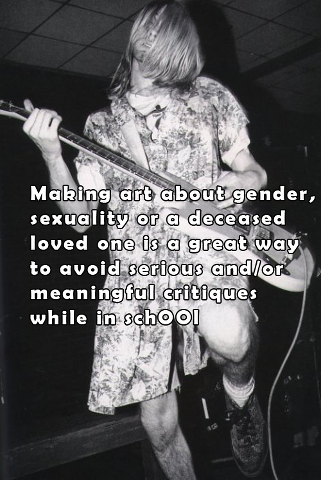 Making art about gender,
sexuality or a deceased
loved one is a great way
to avoid serious and/or
meaningful critiques
while in schOOl